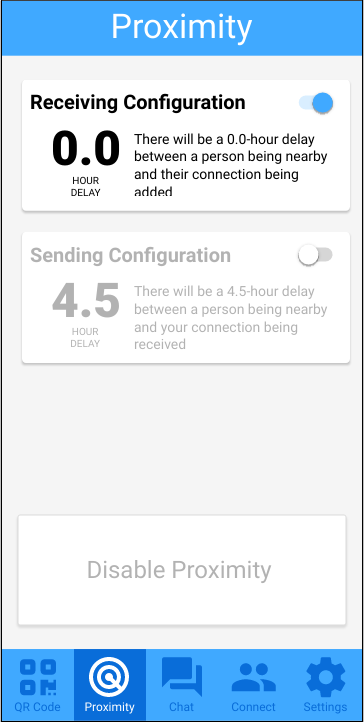 Proximity
Receiving Configuration
0.0
HOUR
DELAY
There will be a 0.0-hour delay
between a person being nearby
and their connection being
added
Sending Configuration
4.5
HOUR
DELAY
There will be a 4.5-hour delay
between a person being nearby
and your connection being
received
Disable Proximity
QR Code
Proximity
Chat
Connect
Settings